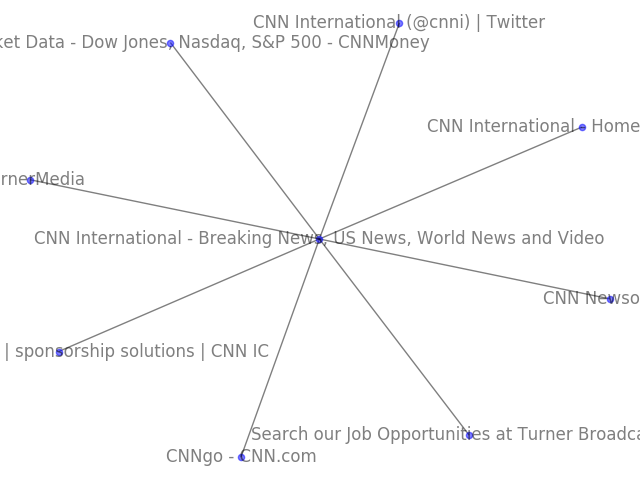 CNN International (@cnni) | Twitter
ket Data - Dow Jones, Nasdaq, S&P 500 - CNNMoney
CNN International - Home
rnerMedia
CNN International - Breaking News, US News, World News and Video
CNN Newso
| sponsorship solutions | CNN IC
Search our Job Opportunities at Turner Broadca
CNNgo - CNN.com